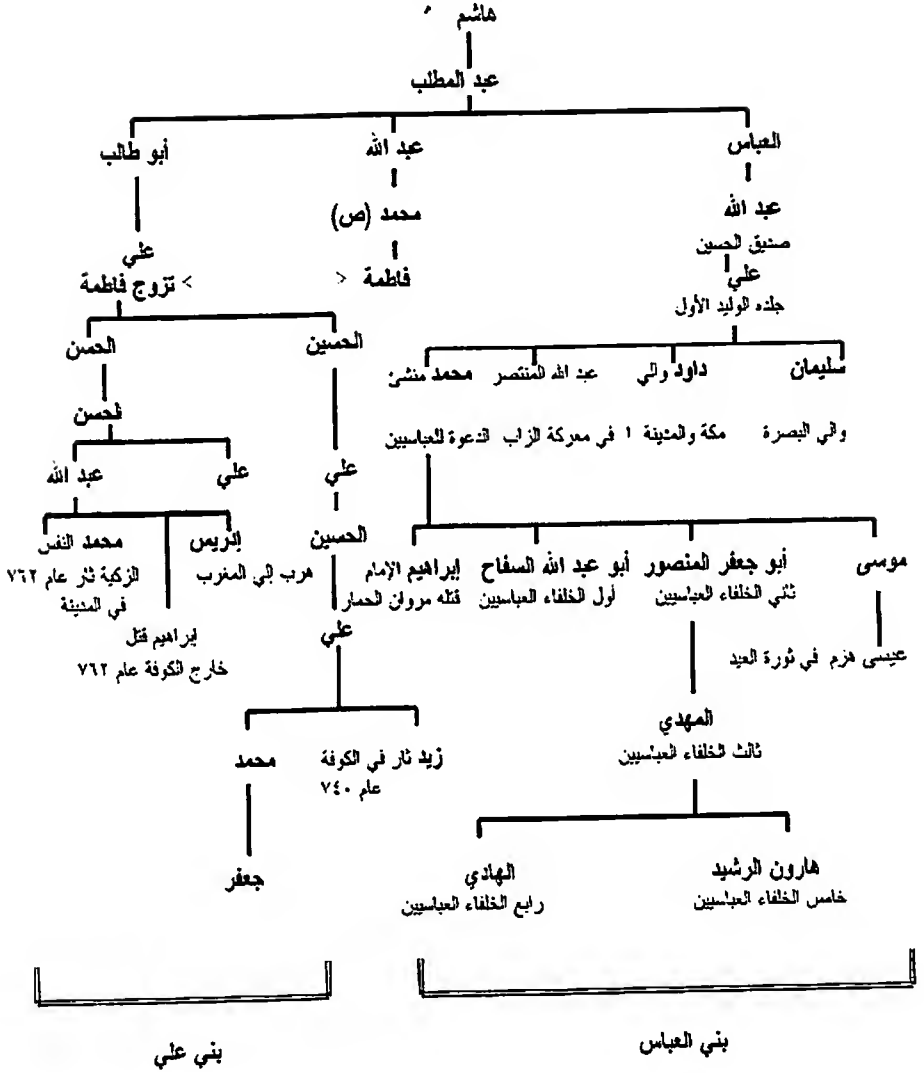 هاشم
عبد المطلب
العباس
عبد الله
أبو طالب
عبد الله
صديق الحسين
علي
جلده الوليد الأول
محمد (ص)
فاطمة >
علي
< تزوج فاطمة
سليمان
داود والي
عبد الله المنتصر
محمد منشئ
والي البصرة
مكة والمدينة
١ في معركة الزاب
الدعوة للعباسيين
الحسين
الحسن
الحسن
علي
عبد الله
علي
الحسين
علي
إدريس
هرب إلي المغرب
محمد النفس
الزكية ثار عام ٧٦٢
في المدينة
إبراهيم قتل
خارج الكوفة عام ٧٦٢
موسى
أبو جعفر المنصور
ثاني الخلفاء العباسيين
أبو عبد الله السفاح
أول الخلفاء العباسيين
إبراهيم الإمام
قتله مروان الحمار
عيسى هزم في ثورة العبد
المهدي
ثالث الخلفاء العباسيين
زيد ثار في الكوفة
عام ٧٤٠
محمد
جعفر
هارون الرشيد
خامس الخلفاء العباسيين
الهادي
رابع الخلفاء العباسيين
بني العباس
بني علي